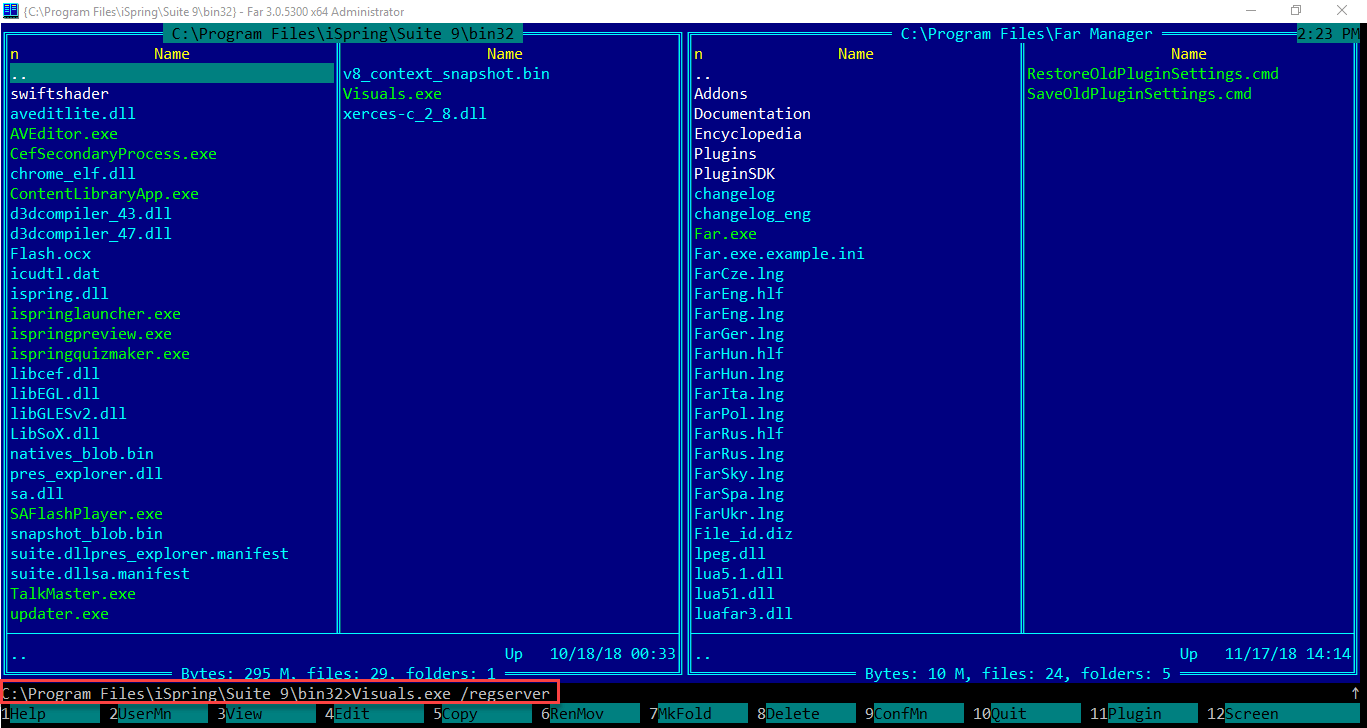 {C:\Program Files\iSpring\Suite 9\bin32} - Far 3.0.5300 x64 Administrator
C:\Program Files\iSpring\Suite 9\bin32
n Name Name
..
swiftshader
aveditlite.dll
AVEditor.exe
CefSecondaryProcess.exe
chrome_elf.dll
ContentLibraryApp.exe
d3dcompiler_43.dll
d3dcompiler_47.dll
Flash.ocx
icudtl.dat
ispring.dll
ispringlauncher.exe
ispringpreview.exe
ispringquizmaker.exe
libcef.dll
libEGL.dll
libGLESv2.dll
LibSoX.dll
natives_blob.bin
pres_explorer.dll
sa.dll
SAFlashPlayer.exe
snapshot_blob.bin
suite.dllpres_explorer.manifest
suite.dllsa.manifest
TalkMaster.exe
updater.exe
v8_context_snapshot.bin
Visuals.exe
xerces-c_2_8.dll
.. Up 10/18/18 00:33
Bytes: 295 M, files: 29, folders: 1
C:\Program Files\Far Manager
2:23 PM
n Name Name
..
Addons
Documentation
Encyclopedia
Plugins
PluginSDK
changelog
changelog_eng
Far.exe
Far.exe.example.ini
FarCze.lng
FarEng.hlf
FarEng.lng
FarGer.lng
FarHun.hlf
FarHun.lng
FarIta.lng
FarPol.lng
FarRus.hlf
FarRus.lng
FarSky.lng
FarSpa.lng
FarUkr.lng
File_id.diz
lpeg.dll
lua5.1.dll
lua51.dll
luafar3.dll
RestoreOldPluginSettings.cmd
SaveOldPluginSettings.cmd
.. Up 11/17/18 14:14
Bytes: 10 M, files: 24, folders: 5
C:\Program Files\iSpring\Suite 9\bin32>Visuals.exe /regserver
1Help 2UserMn 3View 4Edit 5Copy 6RenMov 7MkFold 8Delete 9ConfMn 10Quit 11Plugin 12Screen